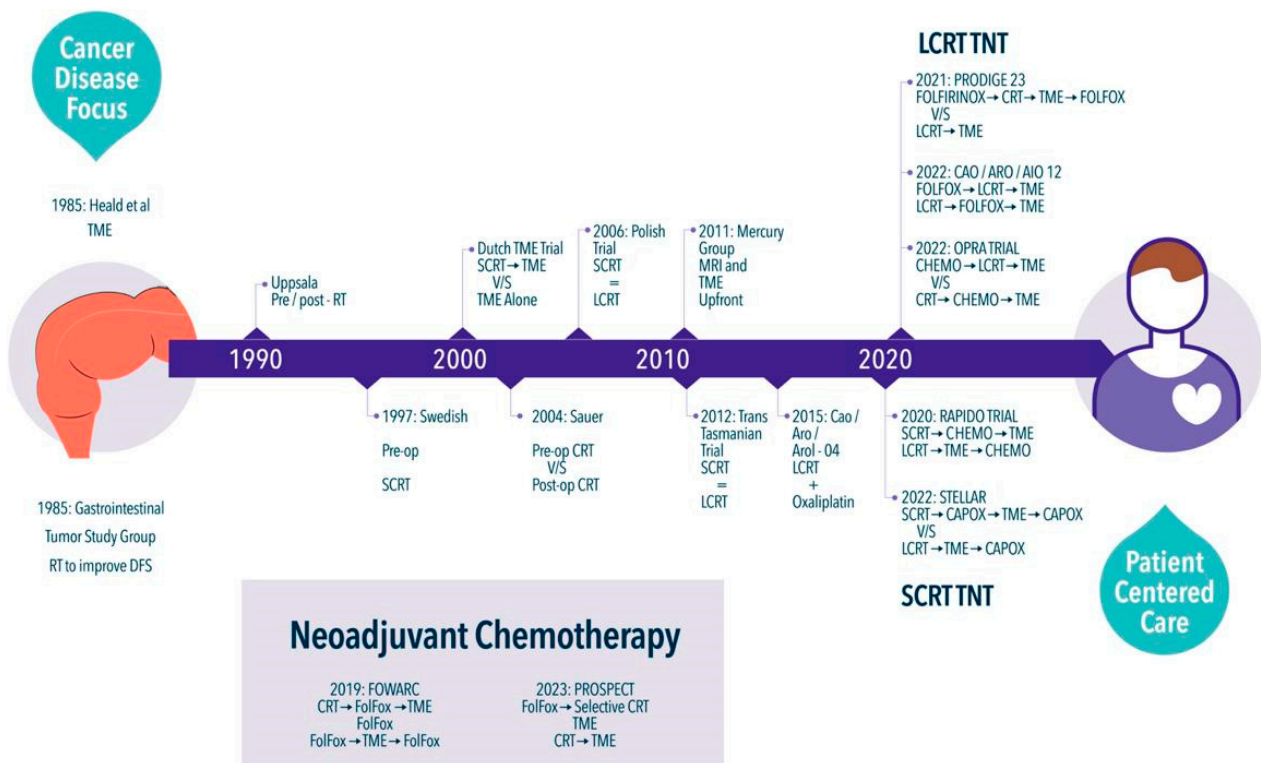 Cancer
Disease
Focus
1985: Heald et al
TME
1985: Gastrointestinal
Tumor Study Group
RT to improve DFS
Uppsala
Pre / post - RT
Dutch TME Trial
SCRT → TME
V/S
TME Alone
2006: Polish
Trial
SCRT
=
LCRT
2011: Mercury
Group
MRI and
TME
Upfront
LCRT TNT
2021: PRODIGE 23
FOLFIRINOX → CRT → TME → FOLFOX
V/S
LCRT → TME
2022: CAO / ARO / AIO 12
FOLFOX → LCRT → TME
LCRT → FOLFOX → TME
2022: OPRA TRIAL
CHEMO → LCRT → TME
V/S
CRT → CHEMO → TME
1990
2000
2010
2020
1997: Swedish
Pre-op
SCRT
2004: Sauer
Pre-op CRT
V/S
Post-op CRT
2012: Trans
Tasmanian
Trial
SCRT
=
LCRT
2015: Cao /
Aro /
Arol - 04
LCRT
+
Oxaliplatin
2020: RAPIDO TRIAL
SCRT → CHEMO → TME
LCRT → TME → CHEMO
2022: STELLAR
SCRT → CAPOX → TME → CAPOX
V/S
LCRT → TME → CAPOX
SCRT TNT
Patient
Centered
Care
Neoadjuvant Chemotherapy
2019: FOWARC
CRT → FolFox → TME
FolFox
FolFox → TME → FolFox
2023: PROSPECT
FolFox → Selective CRT
TME
CRT → TME